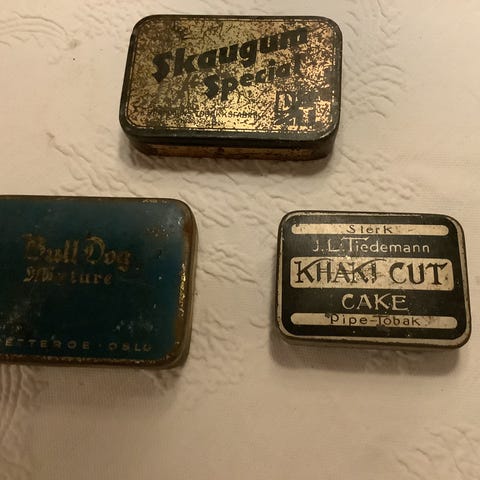 Skaugum
Special
Bull Dog
Mixture
OSLO
Sterk
J.L. Tiedemann
KHAKI CUT
CAKE
Pipe-Tobak